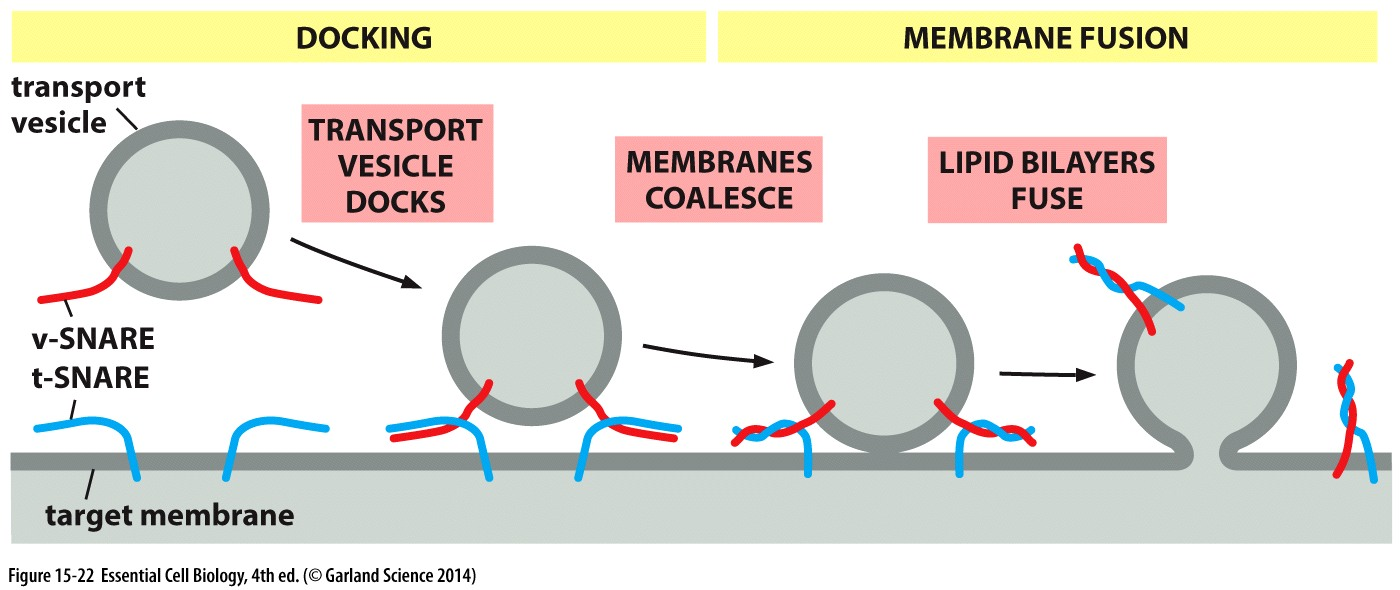 DOCKING
MEMBRANE FUSION
transport
vesicle
TRANSPORT
VESICLE
DOCKS
MEMBRANES
COALESCE
LIPID BILAYERS
FUSE
v-SNARE
t-SNARE
target membrane
Figure 15-22 Essential Cell Biology, 4th ed. (© Garland Science 2014)